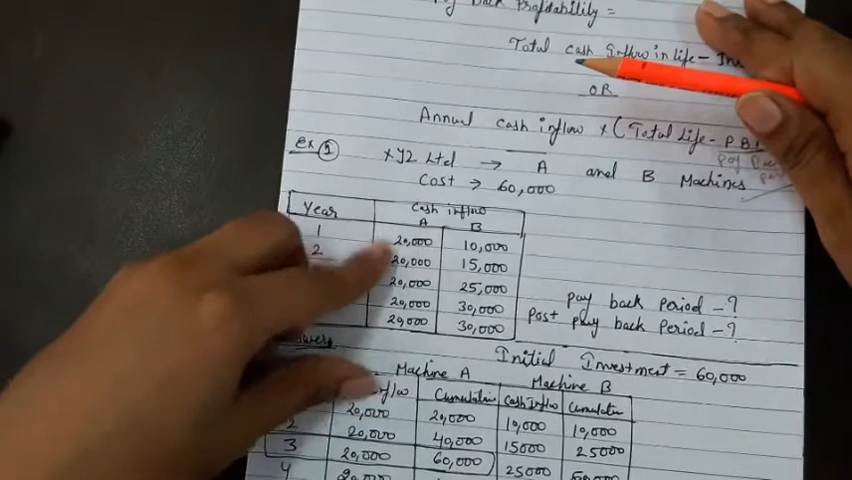 Pay Back Profitability =
Total cash inflow in life -
OR
Annual cash inflow x (Total life - P.B.
Ex 1 XYZ Ltd → A and B Machines
Cost → 60,000
Year Cash inflow
A B
1 20,000 10,000
2 20,000 15,000
20,000 25,000
20,000 30,000
20,000 30,000
pay back period - ?
post pay back period - ?
Initial Investment = 60,000
Machine A Machine B
Cumulative Cash Inflow Cumulative
20,000 20,000 10,000 10,000
2 20,000 40,000 15000 25000
3 20,000 60,000 25000
4